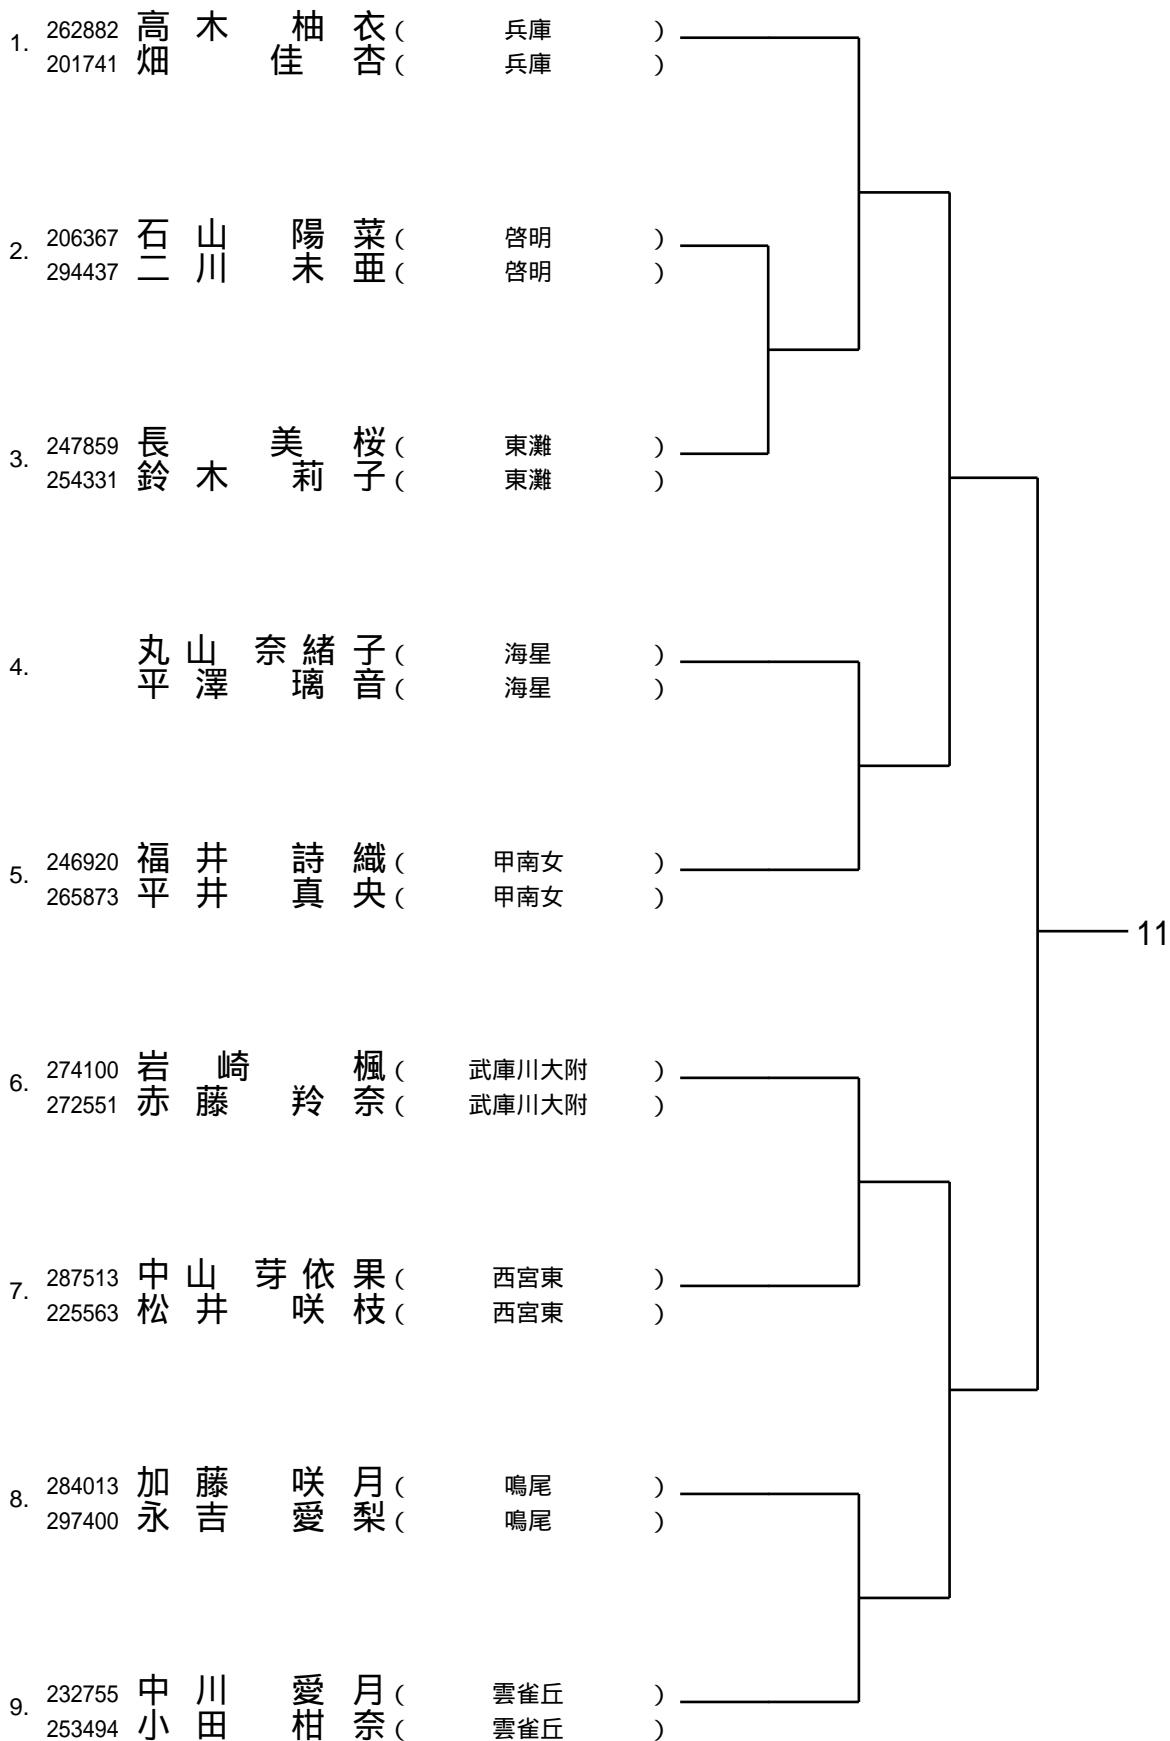 1. 262882 高木 柚衣 ( 兵庫 )
201741 畑 佳杏 ( 兵庫 )
2. 206367 石山 陽菜 ( 啓明 )
294437 二川 未亜 ( 啓明 )
3. 247859 長 美桜 ( 東灘 )
254331 鈴木 莉子 ( 東灘 )
4. 丸山 奈緒子 ( 海星 )
平澤 璃音 ( 海星 )
5. 246920 福井 詩織 ( 甲南女 )
265873 平井 真央 ( 甲南女 )
11
6. 274100 岩崎 楓 ( 武庫川大附 )
272551 赤藤 羚奈 ( 武庫川大附 )
7. 287513 中山 芽依果 ( 西宮東 )
225563 松井 咲枝 ( 西宮東 )
8. 284013 加藤 咲月 ( 鳴尾 )
297400 永吉 愛梨 ( 鳴尾 )
9. 232755 中川 愛月 ( 雲雀丘 )
253494 小田 柑奈 ( 雲雀丘 )